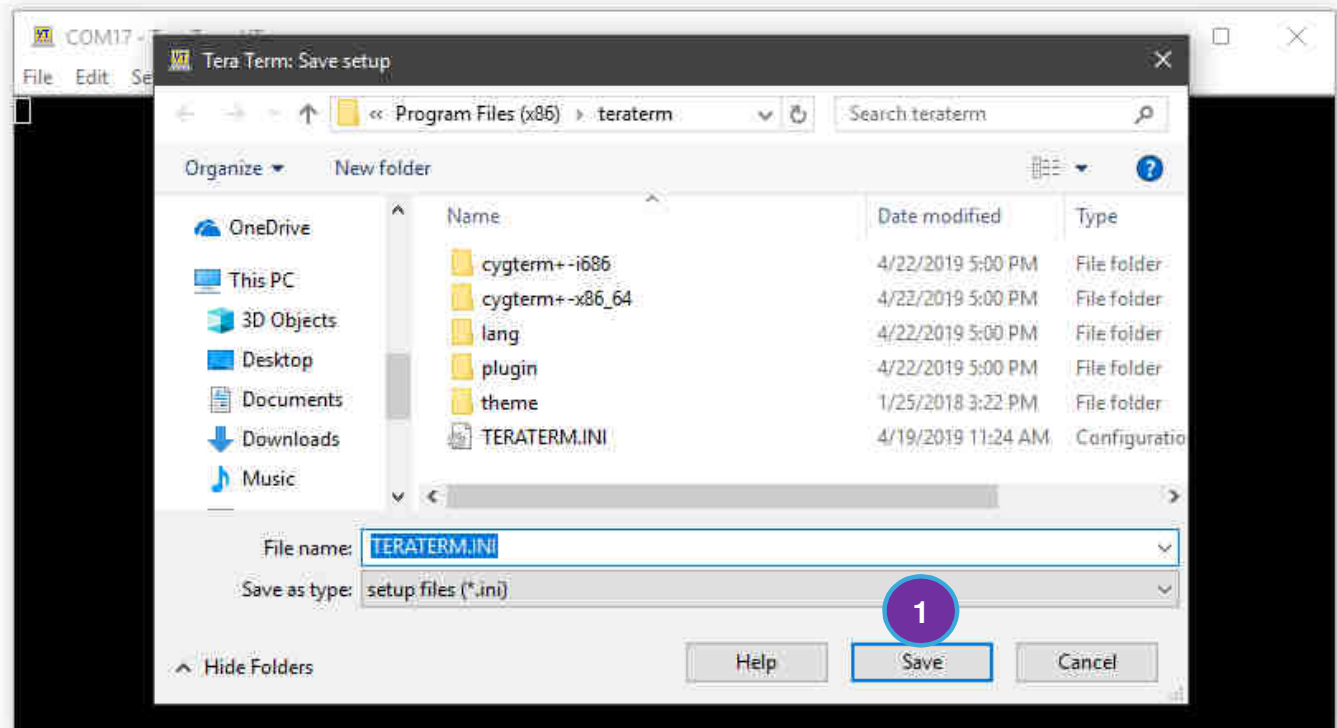 COM17 -
File Edit Se
Tera Term: Save setup
« Program Files (x86) › teraterm
Search teraterm
Organize
New folder
Name Date modified Type
OneDrive
This PC
3D Objects
Desktop
Documents
Downloads
Music
cygterm+-i686 4/22/2019 5:00 PM File folder
cygterm+-x86_64 4/22/2019 5:00 PM File folder
lang 4/22/2019 5:00 PM File folder
plugin 4/22/2019 5:00 PM File folder
theme 1/25/2018 3:22 PM File folder
TERATERM.INI 4/19/2019 11:24 AM Configuratio
File name: TERATERM.INI
Save as type: setup files (*.ini)
1
Hide Folders
Help Save Cancel